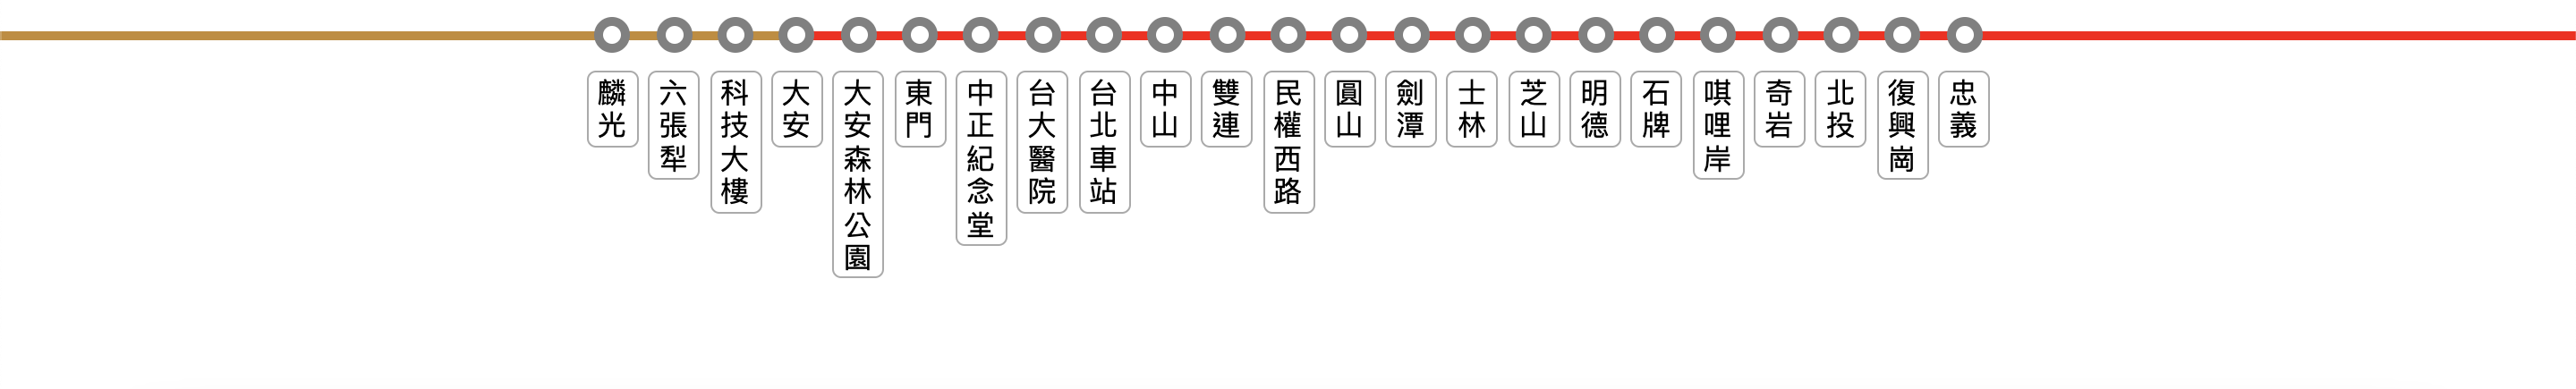 麟光
六張犁
科技大樓
大安
大安森林公園
東門
中正紀念堂
台大醫院
台北車站
中山
雙連
民權西路
圓山
劍潭
士林
芝山
明德
石牌
唭哩岸
奇岩
北投
復興崗
忠義